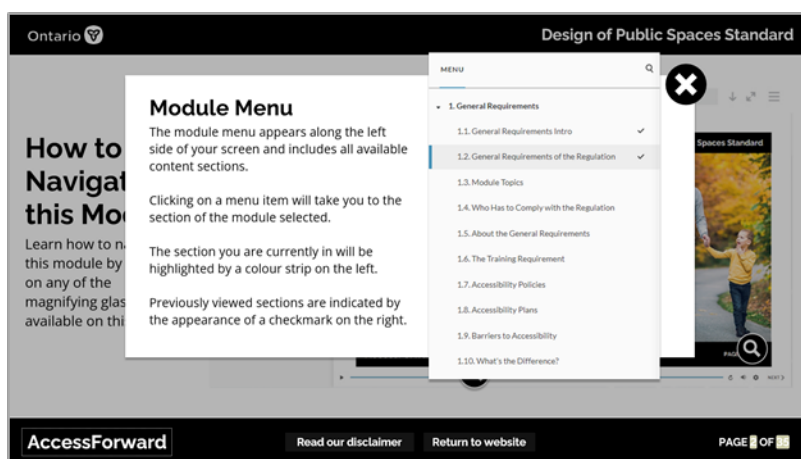 Ontario
Design of Public Spaces Standard
How to
Navigat
this Mo
Learn how to n
this module by
on any of the
magnifying glas
available on thi
Module Menu
The module menu appears along the left
side of your screen and includes all available
content sections.
Clicking on a menu item will take you to the
section of the module selected.
The section you are currently in will be
highlighted by a colour strip on the left.
Previously viewed sections are indicated by
the appearance of a checkmark on the right.
MENU
1. General Requirements
1.1. General Requirements Intro
1.2. General Requirements of the Regulation
1.3. Module Topics
1.4. Who Has to Comply with the Regulation
1.5. About the General Requirements
1.6. The Training Requirement
1.7. Accessibility Policies
1.8. Accessibility Plans
1.9. Barriers to Accessibility
1.10. What's the Difference?
Spaces Standard
PAG
NEXT
AccessForward
Read our disclaimer
Return to website
PAGE 2 OF 35